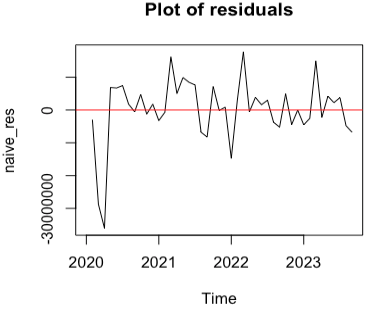 Plot of residuals
naive_res
0
-30000000
2020 2021 2022 2023
Time